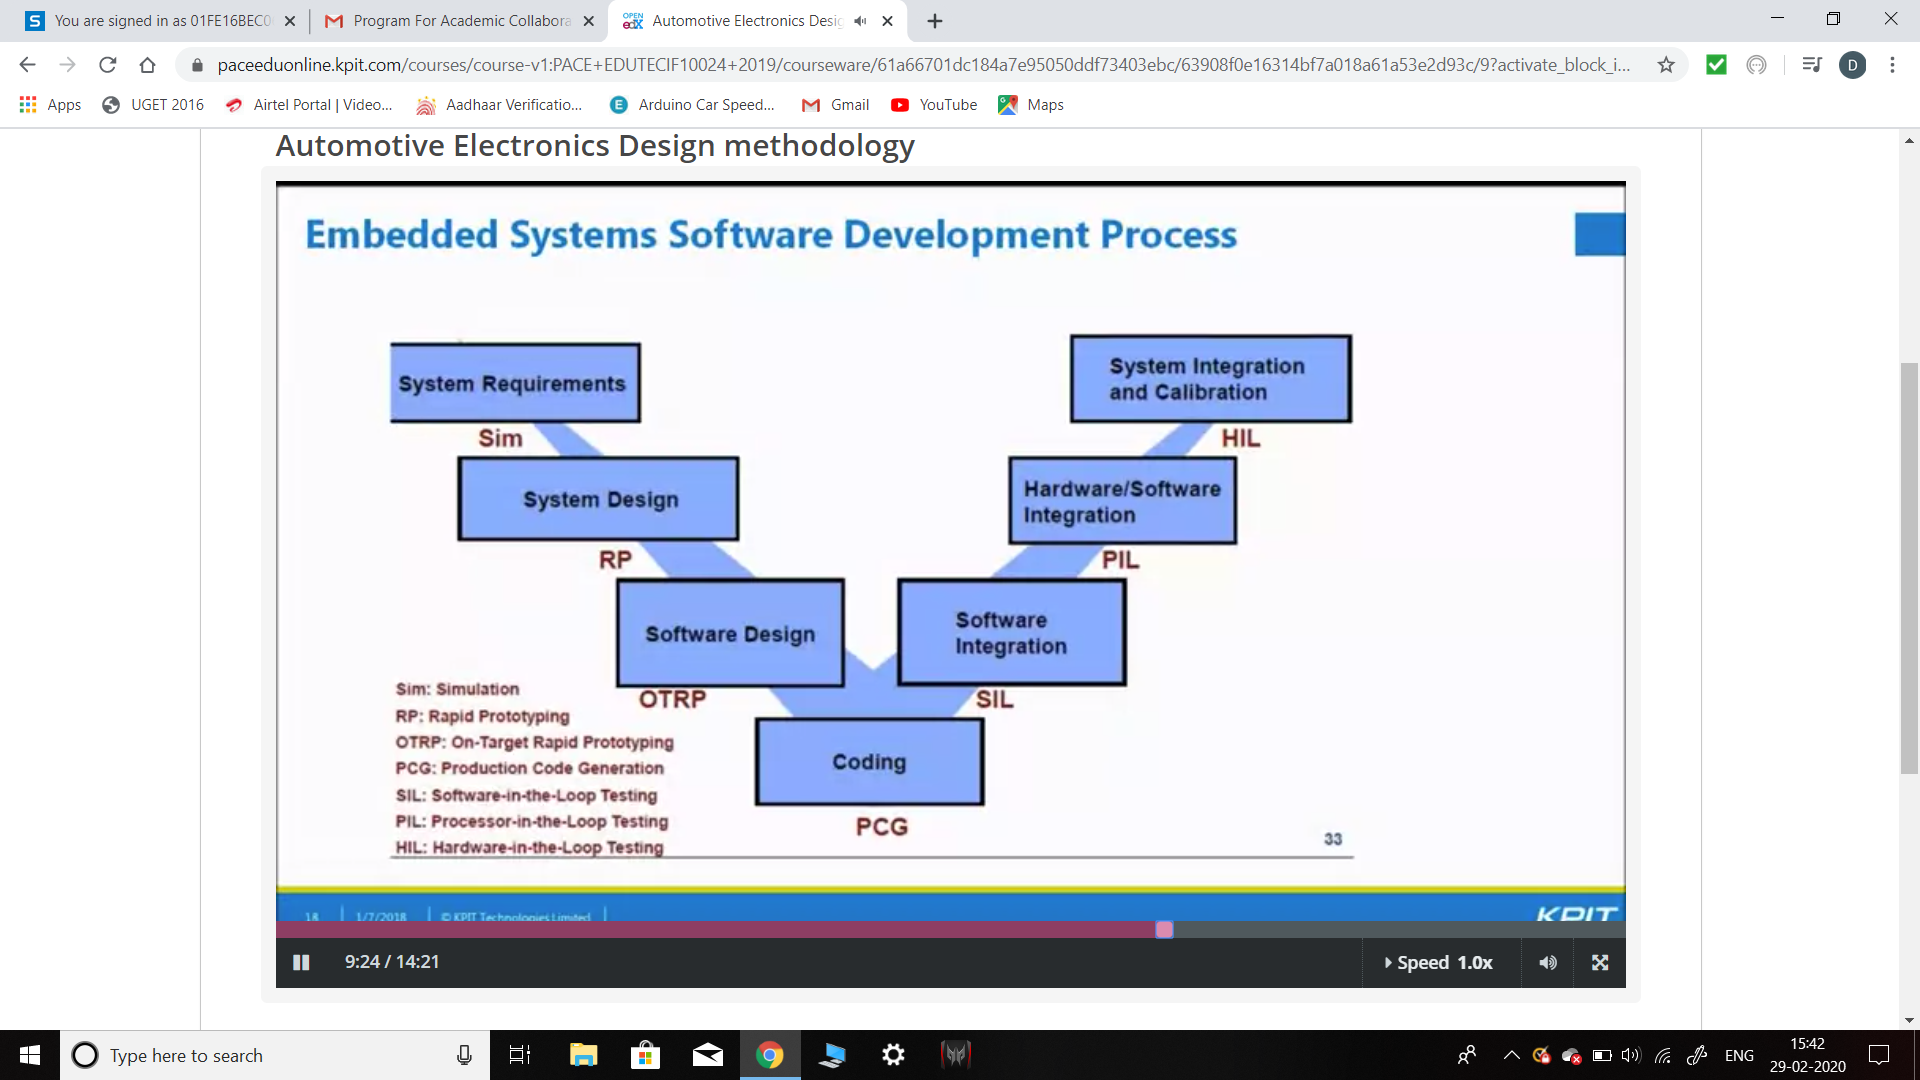 You are signed in as 01FE16BEC0
Program For Academic Collabora
OPEN edX
Automotive Electronics Desig
paceeduonline.kpit.com/courses/course-v1:PACE+EDUTECIF10024+2019/courseware/61a66701dc184a7e95050ddf73403ebc/63908f0e16314bf7a018a61a53e2d93c/9?activate_block_i...
D
Apps
UGET 2016
Airtel Portal | Video...
Aadhaar Verificatio...
Arduino Car Speed...
Gmail
YouTube
Maps
Automotive Electronics Design methodology
Embedded Systems Software Development Process
System Requirements
Sim
System Design
RP
Software Design
OTRP
Coding
PCG
Software
Integration
SIL
Hardware/Software
Integration
PIL
System Integration
and Calibration
HIL
Sim: Simulation
RP: Rapid Prototyping
OTRP: On-Target Rapid Prototyping
PCG: Production Code Generation
SIL: Software-in-the-Loop Testing
PIL: Processor-in-the-Loop Testing
HIL: Hardware-in-the-Loop Testing
33
18
1/7/2018
© KPIT Technologies Limited
KPIT
9:24 / 14:21
Speed 1.0x
Type here to search
ENG
15:42
29-02-2020